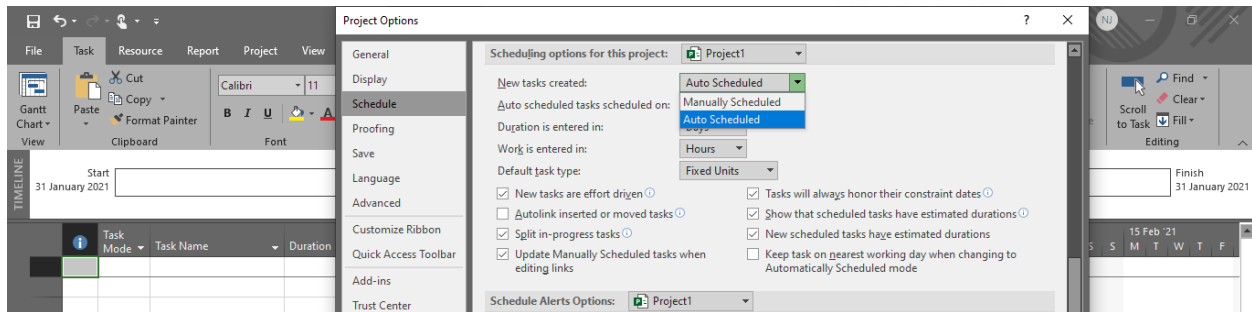 Project Options
?
NJ
File Task Resource Report Project View
Cut
Copy
Format Painter
Paste
Gantt Chart
View
Clipboard
Calibri 11
B I U A
Font
Scroll to Task
Find
Clear
Fill
Editing
TIMELINE
Start
31 January 2021
Finish
31 January 2021
Task Mode
Task Name
Duration
15 Feb '21
S S M T W T F
General
Display
Schedule
Proofing
Save
Language
Advanced
Customize Ribbon
Quick Access Toolbar
Add-ins
Trust Center
Scheduling options for this project: Project1
New tasks created: Auto Scheduled
Manually Scheduled
Auto Scheduled
Auto scheduled tasks scheduled on:
Duration is entered in: Days
Work is entered in: Hours
Default task type: Fixed Units
New tasks are effort driven
Autolink inserted or moved tasks
Split in-progress tasks
Update Manually Scheduled tasks when
editing links
Tasks will always honor their constraint dates
Show that scheduled tasks have estimated durations
New scheduled tasks have estimated durations
Keep task on nearest working day when changing to
Automatically Scheduled mode
Schedule Alerts Options: Project1